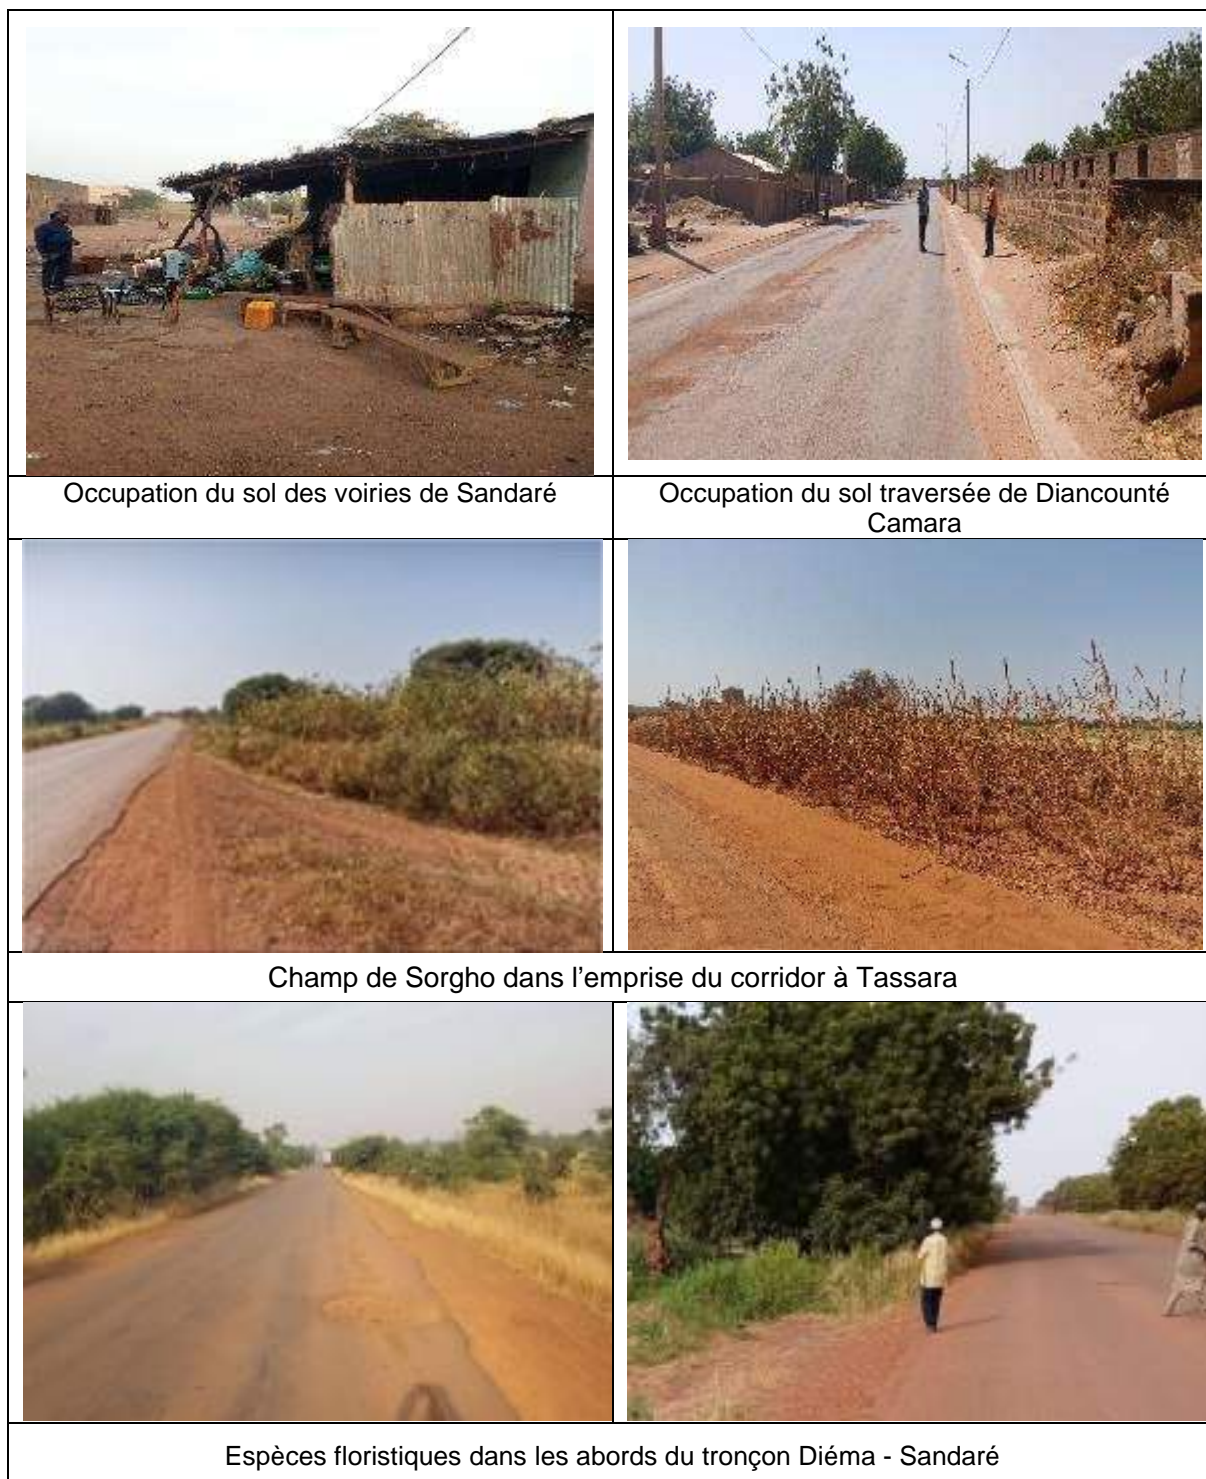 Occupation du sol des voiries de Sandaré
Occupation du sol traversée de Diancounté
Camara
Champ de Sorgho dans l'emprise du corridor à Tassara
Espèces floristiques dans les abords du tronçon Diéma - Sandaré